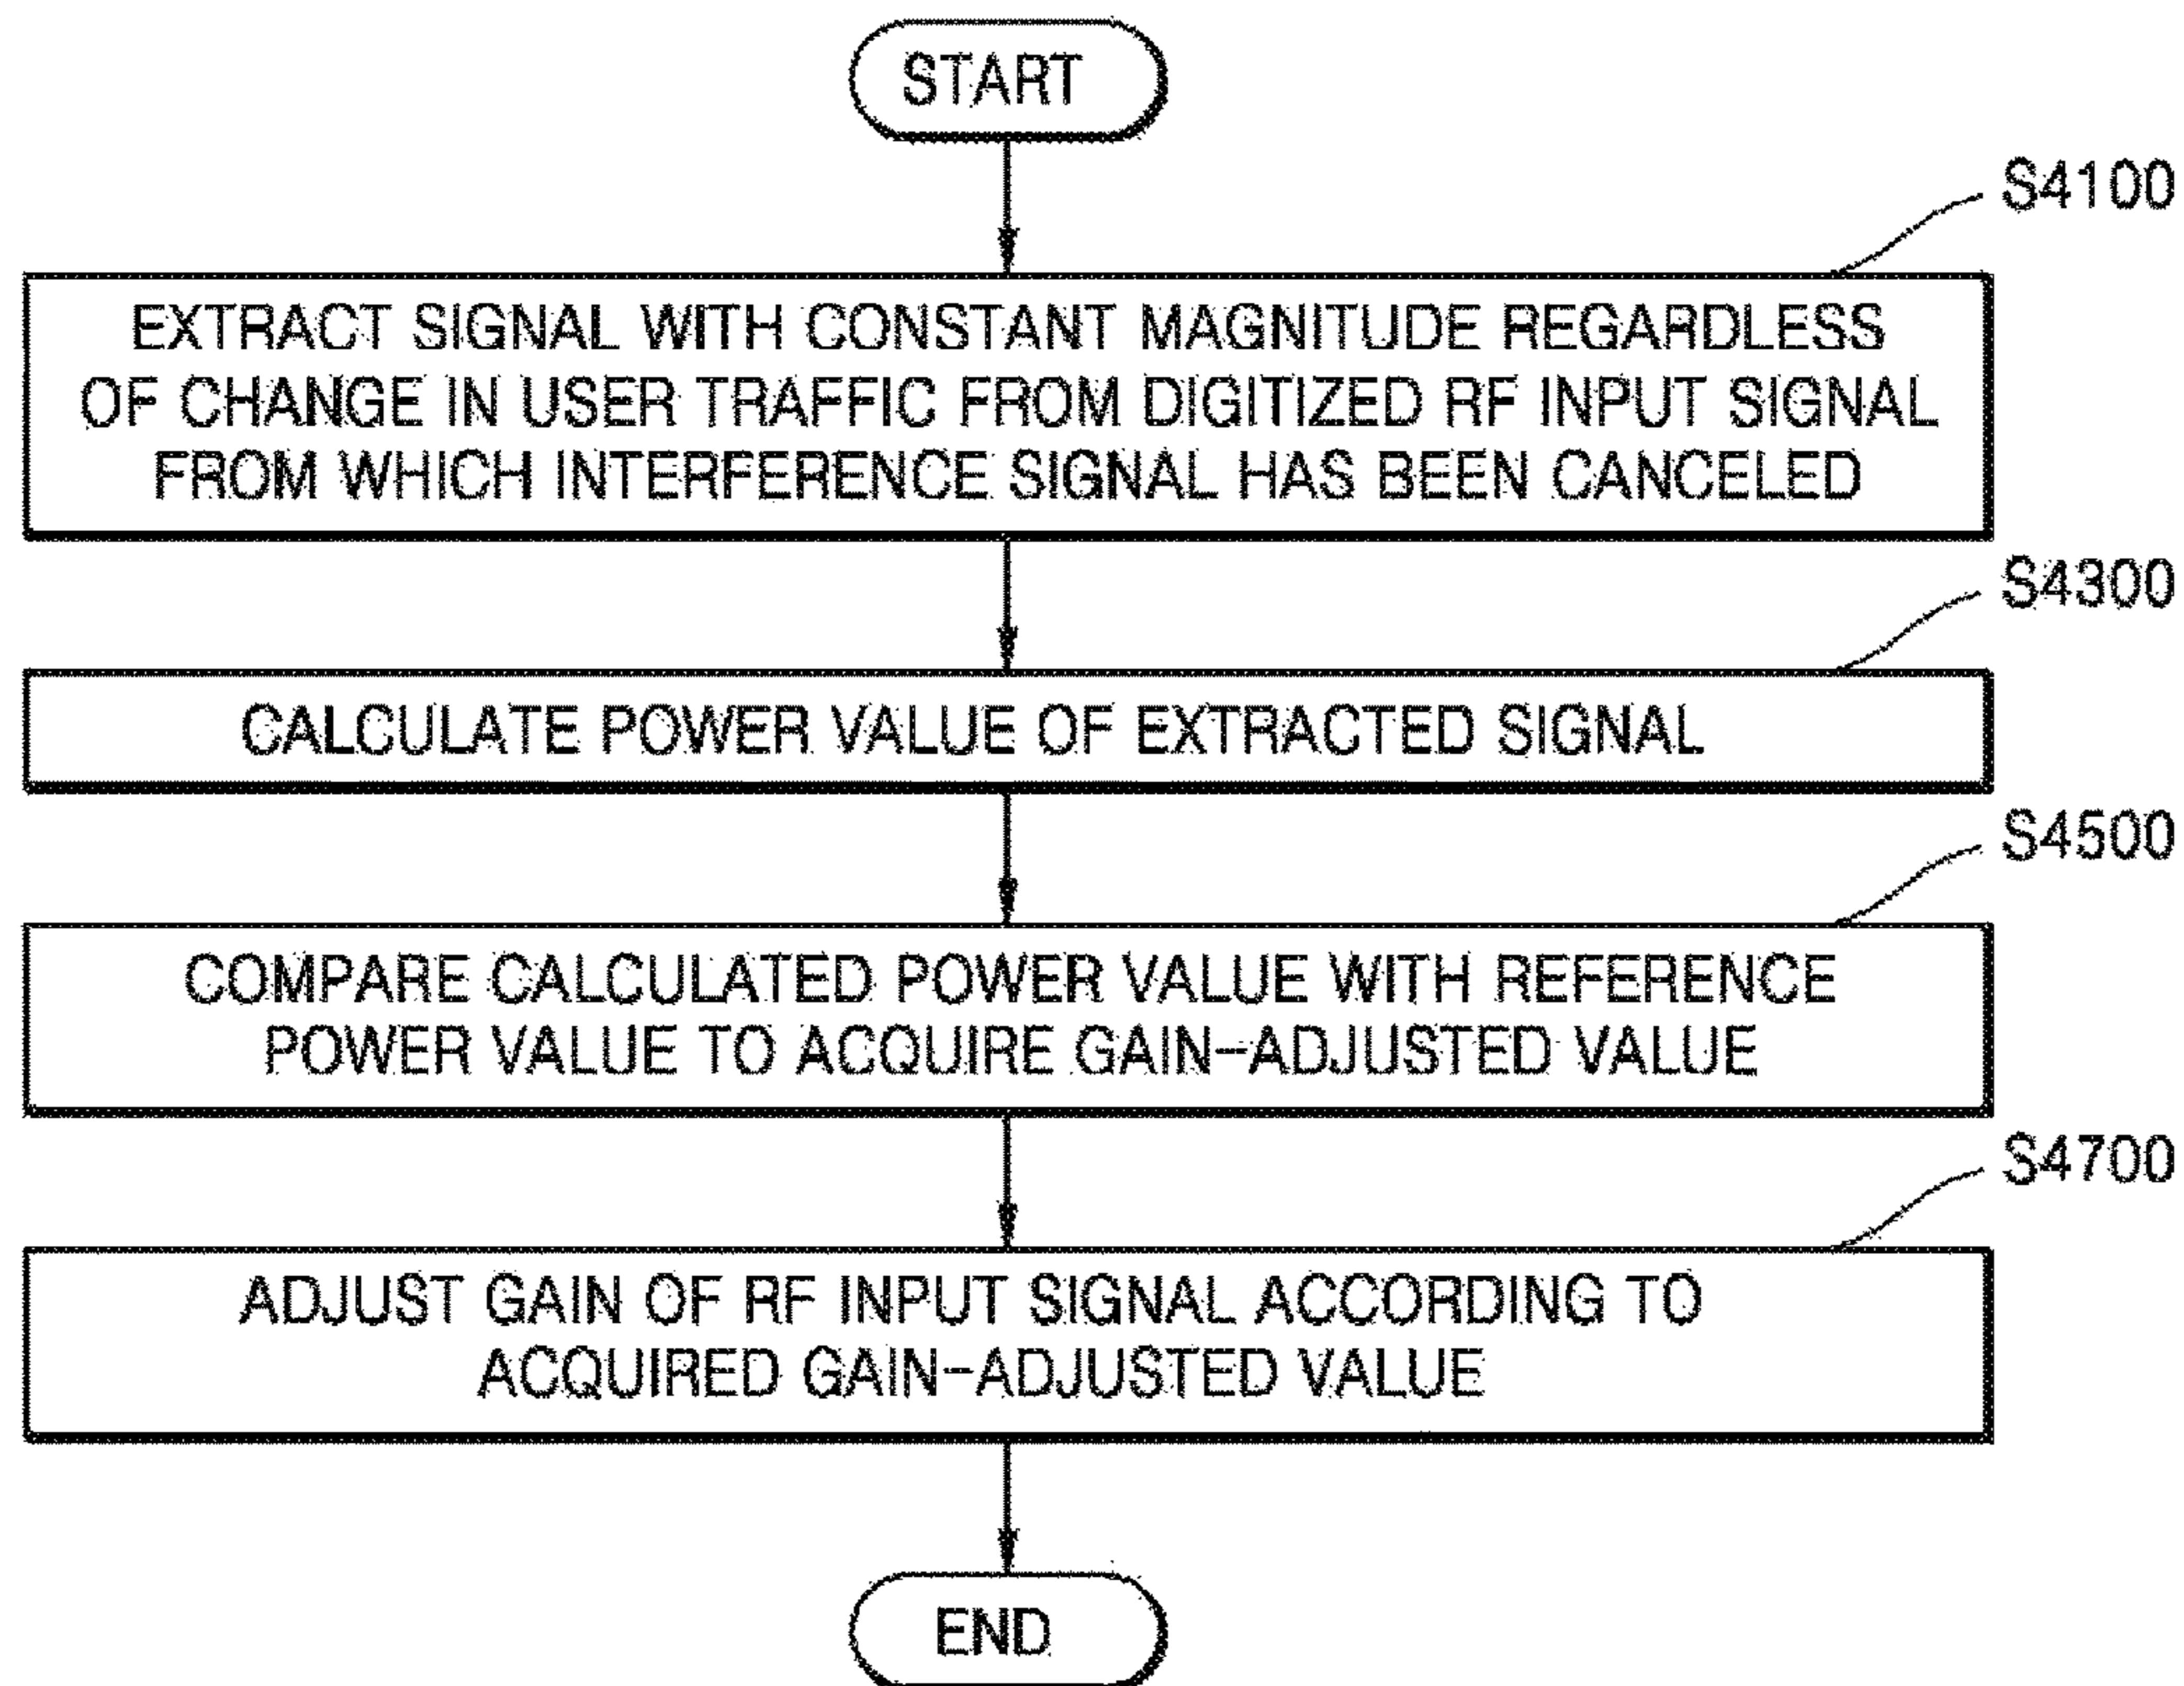 START
S4100
EXTRACT SIGNAL WITH CONSTANT MAGNITUDE REGARDLESS
OF CHANGE IN USER TRAFFIC FROM DIGITIZED RF INPUT SIGNAL
FROM WHICH INTERFERENCE SIGNAL HAS BEEN CANCELED
S4300
CALCULATE POWER VALUE OF EXTRACTED SIGNAL
S4500
COMPARE CALCULATED POWER VALUE WITH REFERENCE
POWER VALUE TO ACQUIRE GAIN-ADJUSTED VALUE
S4700
ADJUST GAIN OF RF INPUT SIGNAL ACCORDING TO
ACQUIRED GAIN-ADJUSTED VALUE
END